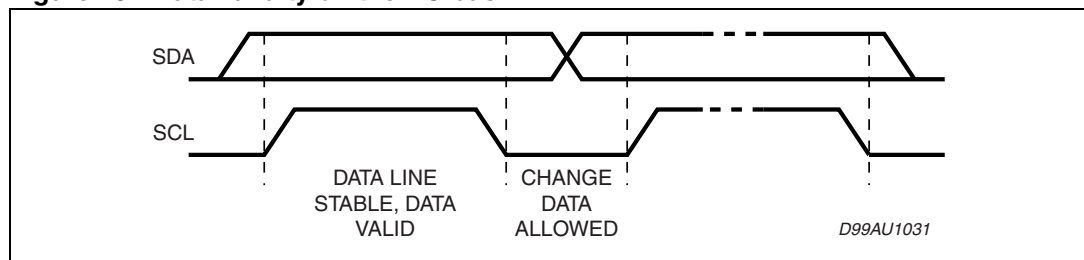 SDA
SCL
DATA LINE
STABLE, DATA
VALID
CHANGE
DATA
ALLOWED
D99AU1031